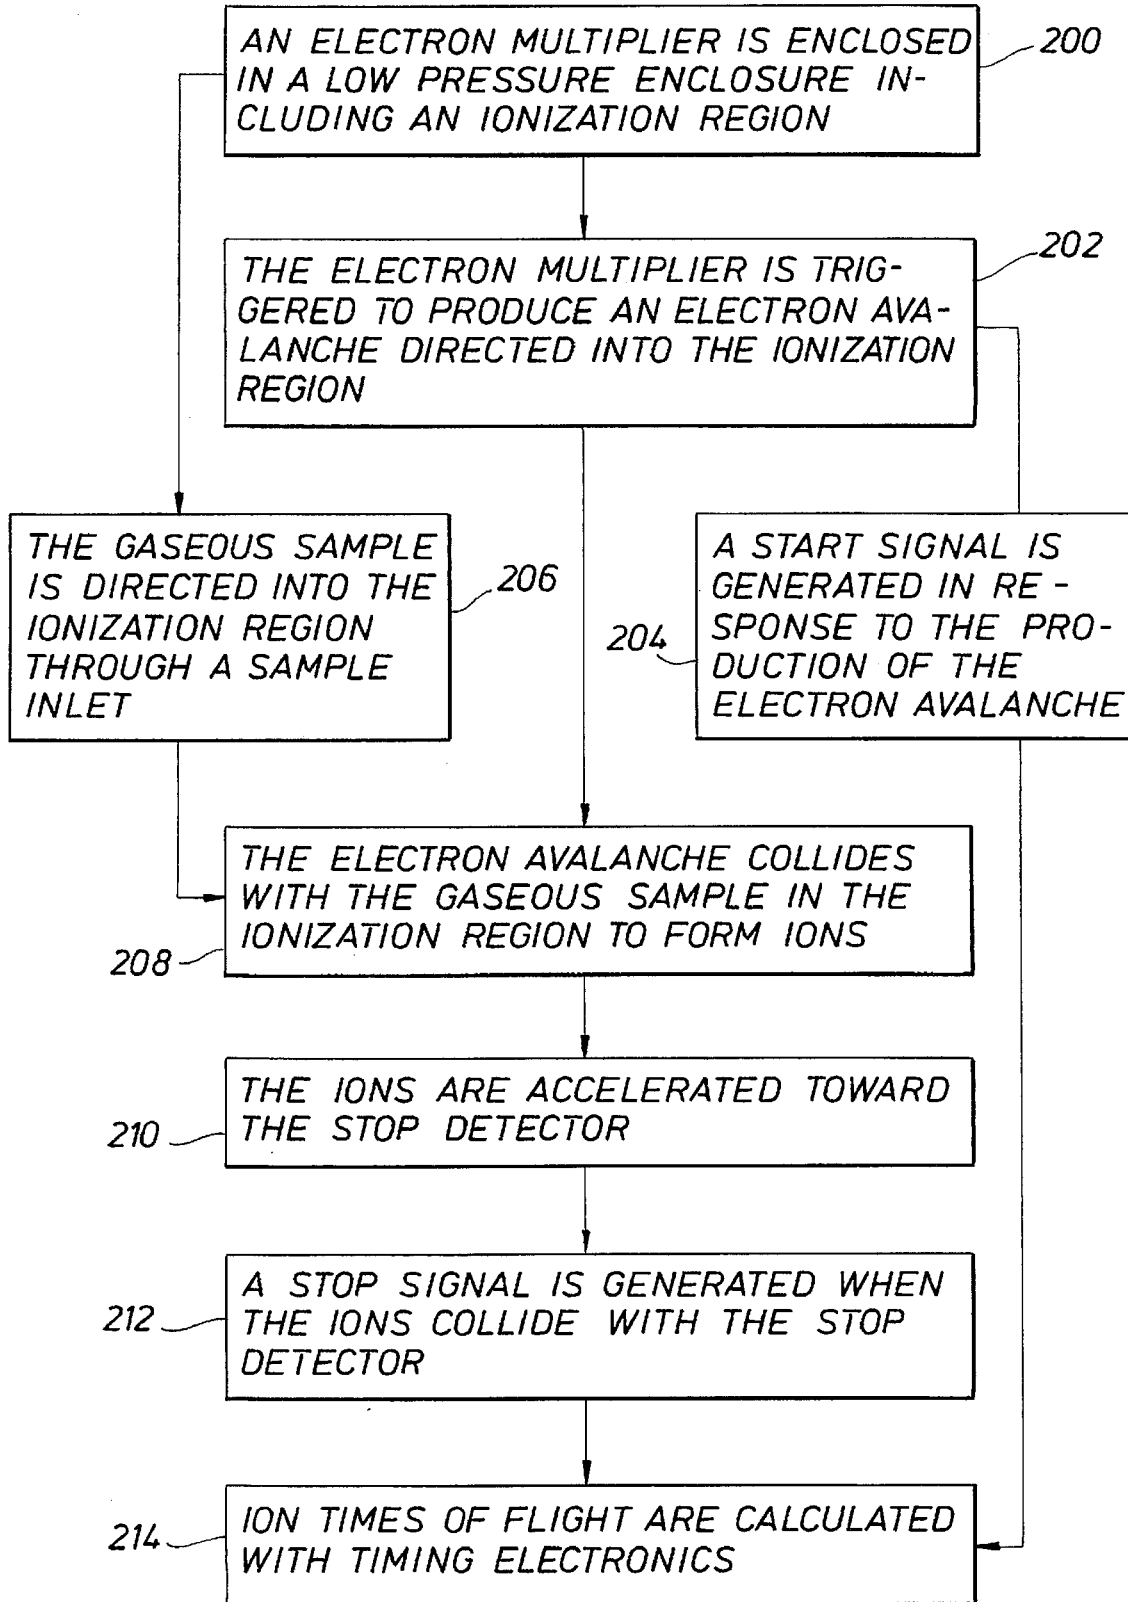 AN ELECTRON MULTIPLIER IS ENCLOSED
IN A LOW PRESSURE ENCLOSURE IN-
CLUDING AN IONIZATION REGION
200
THE ELECTRON MULTIPLIER IS TRIG-
GERED TO PRODUCE AN ELECTRON AVA-
LANCHE DIRECTED INTO THE IONIZATION
REGION
202
THE GASEOUS SAMPLE
IS DIRECTED INTO THE
IONIZATION REGION
THROUGH A SAMPLE
INLET
206
A START SIGNAL IS
GENERATED IN RE-
SPONSE TO THE PRO-
DUCTION OF THE
ELECTRON AVALANCHE
204
THE ELECTRON AVALANCHE COLLIDES
WITH THE GASEOUS SAMPLE IN THE
IONIZATION REGION TO FORM IONS
208
THE IONS ARE ACCELERATED TOWARD
THE STOP DETECTOR
210
A STOP SIGNAL IS GENERATED WHEN
THE IONS COLLIDE WITH THE STOP
DETECTOR
212
ION TIMES OF FLIGHT ARE CALCULATED
WITH TIMING ELECTRONICS
214